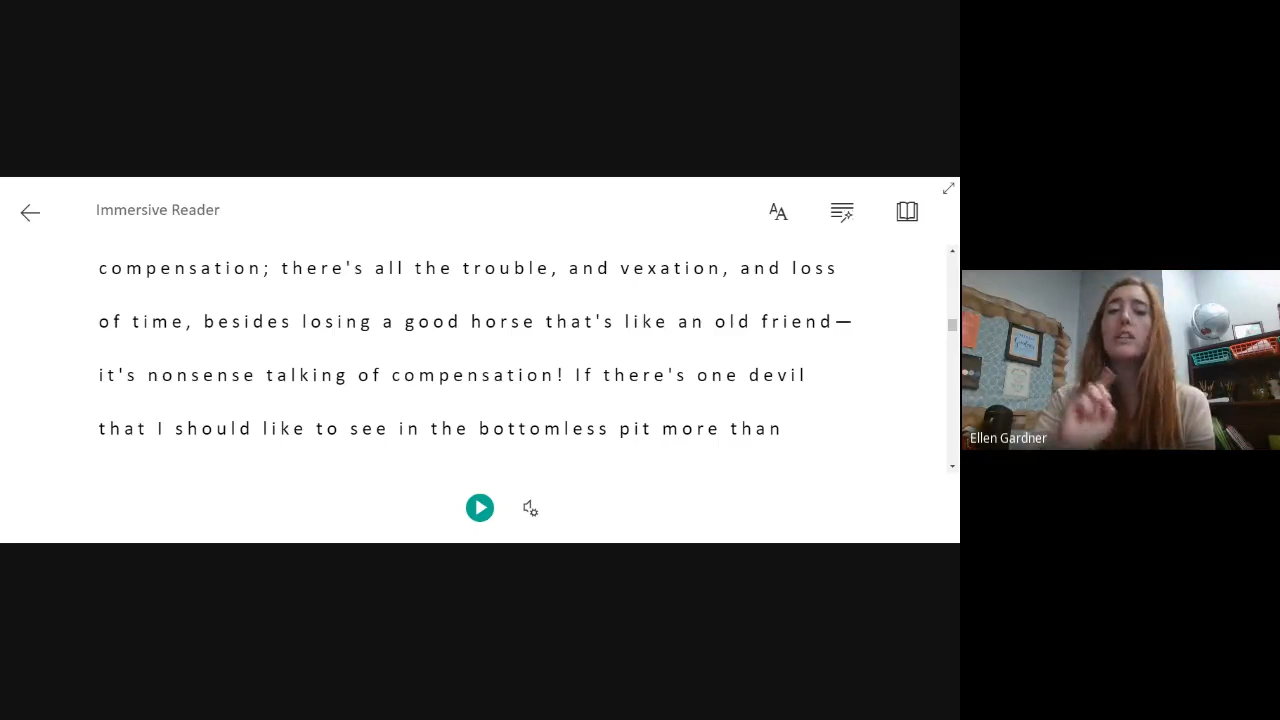 Immersive Reader
compensation; there's all the trouble, and vexation, and loss
of time, besides losing a good horse that's like an old friend—
it's nonsense talking of compensation! If there's one devil
that I should like to see in the bottomless pit more than
Ellen Gardner